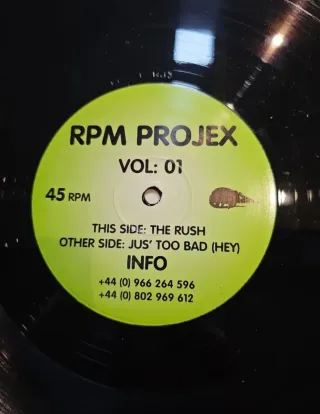 RPM PROJEX
VOL: 01
45 RPM
THIS SIDE: THE RUSH
OTHER SIDE: JUS' TOO BAD (HEY)
INFO
+44 (0) 966 264 596
+44 (0) 802 969 612